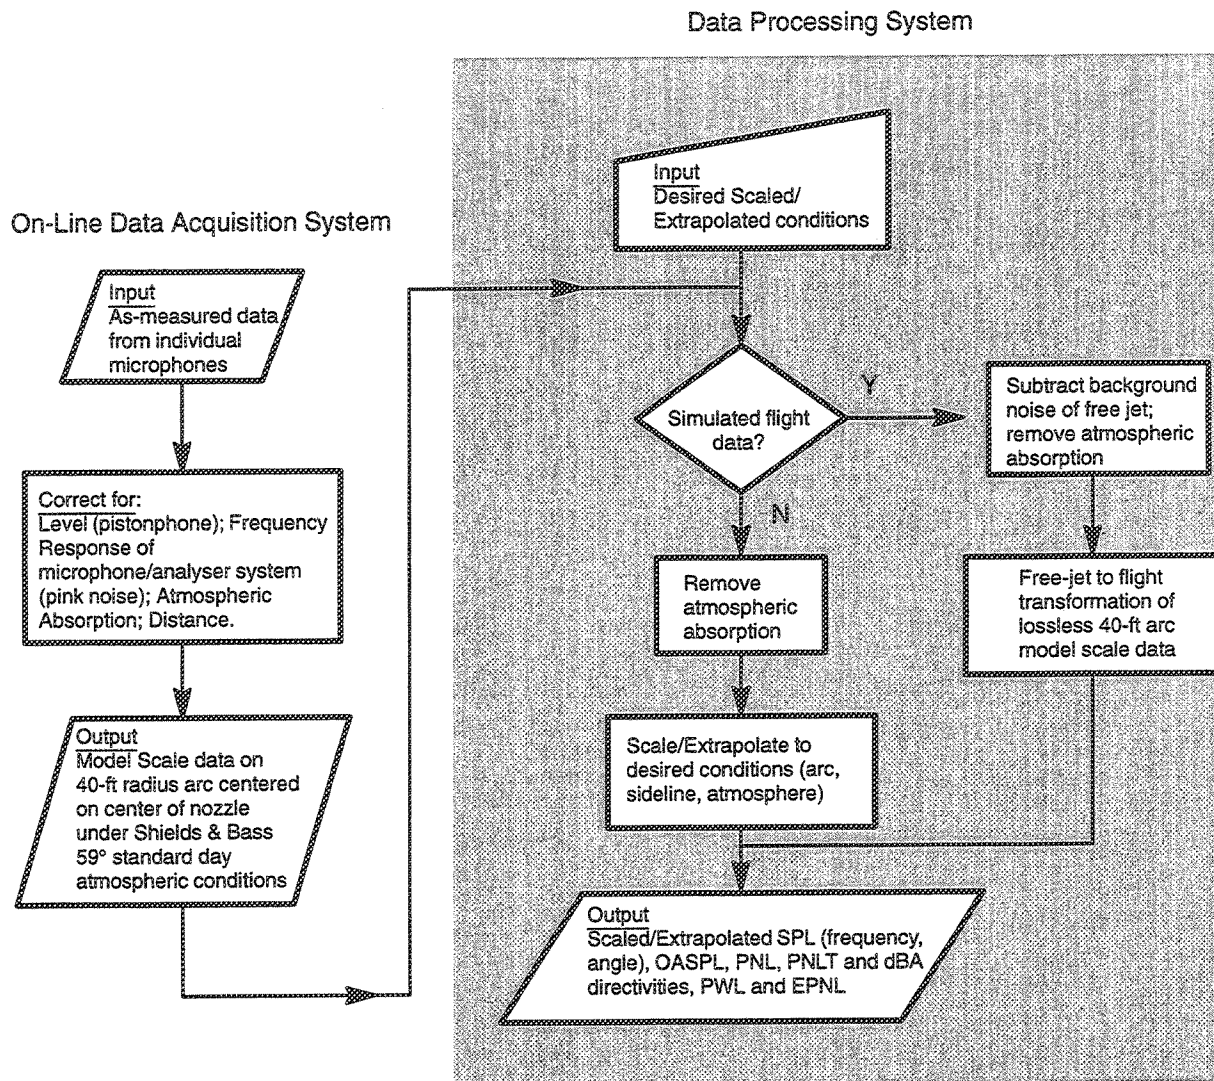 Data Processing System
On-Line Data Acquisition System
Input
As-measured data
from individual
microphones
Correct for:
Level (pistonphone); Frequency
Response of
microphone/analyser system
(pink noise); Atmospheric
Absorption; Distance.
Output
Model Scale data on
40-ft radius arc centered
on center of nozzle
under Shields & Bass
59° standard day
atmospheric conditions
Input
Desired Scaled/
Extrapolated conditions
Simulated flight
data?
Y
N
Subtract background
noise of free jet;
remove atmospheric
absorption
Free-jet to flight
transformation of
lossless 40-ft arc
model scale data
Remove
atmospheric
absorption
Scale/Extrapolate to
desired conditions (arc,
sideline, atmosphere)
Output
Scaled/Extrapolated SPL (frequency,
angle), OASPL, PNL, PNLT and dBA
directivities, PWL and EPNL